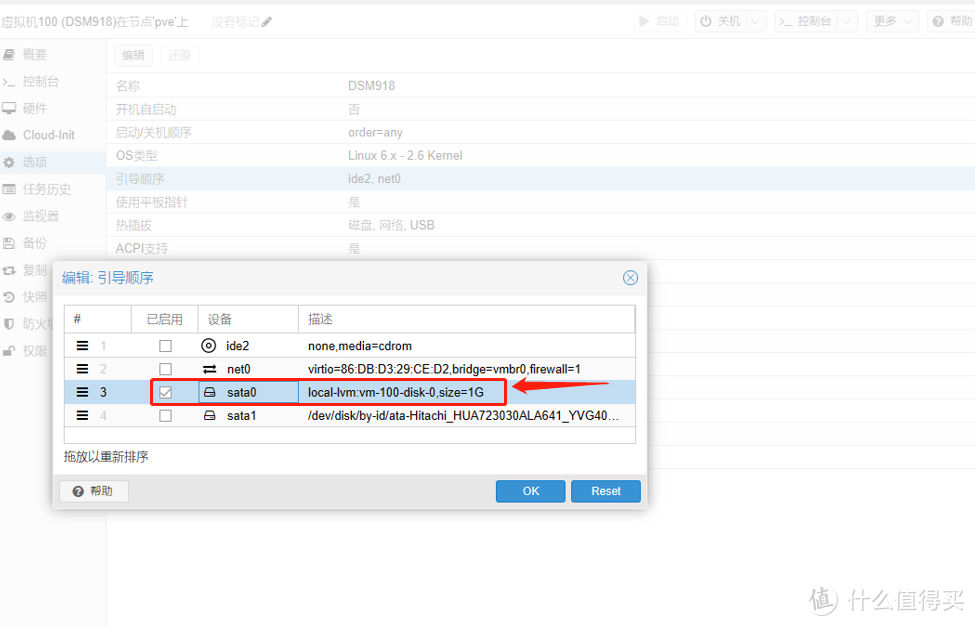 虚拟机100 (DSM918)在节点'pve'上 没有标记 启动 关机 控制台 更多 帮助
概要 编辑 还原
控制台 名称 DSM918
硬件 开机自启动 否
Cloud-Init 启动/关机顺序 order=any
选项 OS类型 Linux 6.x - 2.6 Kernel
任务历史 引导顺序 ide2, net0
监视器 使用平板指针 是
备份 热插拔 磁盘, 网络, USB
复制 ACPI支持 是
快照
权限
编辑: 引导顺序
# 已启用 设备 描述
1 ide2 none,media=cdrom
2 net0 virtio=86:DB:D3:29:CE:D2,bridge=vmbr0,firewall=1
3 sata0 local-lvm:vm-100-disk-0,size=1G
4 sata1 /dev/disk/by-id/ata-Hitachi_HUA723030ALA641_YVG40...
拖放以重新排序
帮助 OK Reset
值 什么值得买